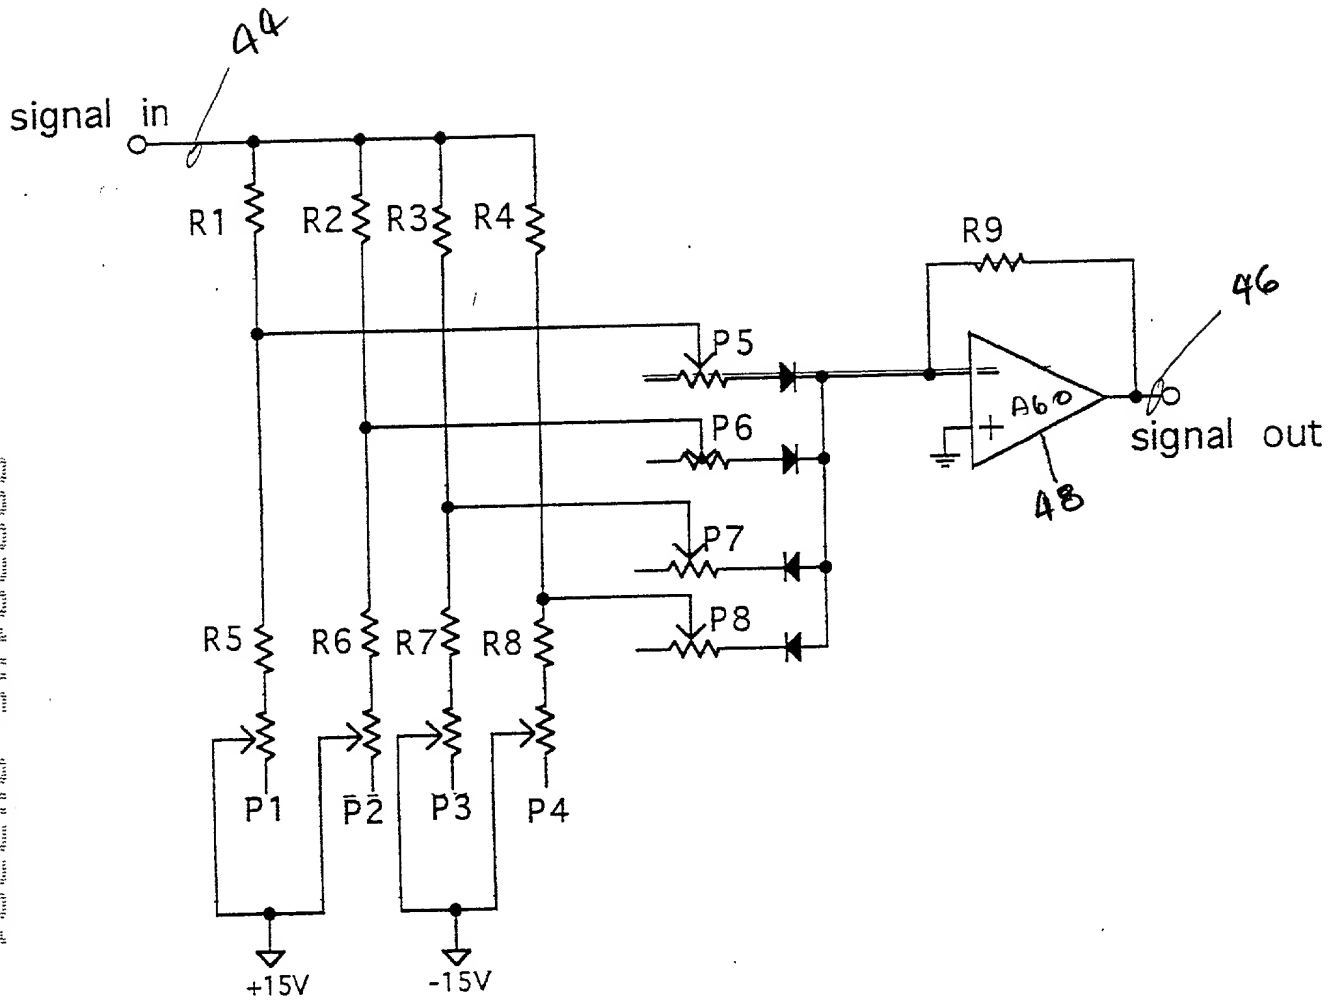 44
signal in
R1
R2
R3
R4
R9
46
P5
A60
signal out
P6
48
P7
P8
R5
R6
R7
R8
P1
P2
P3
P4
+15V
-15V